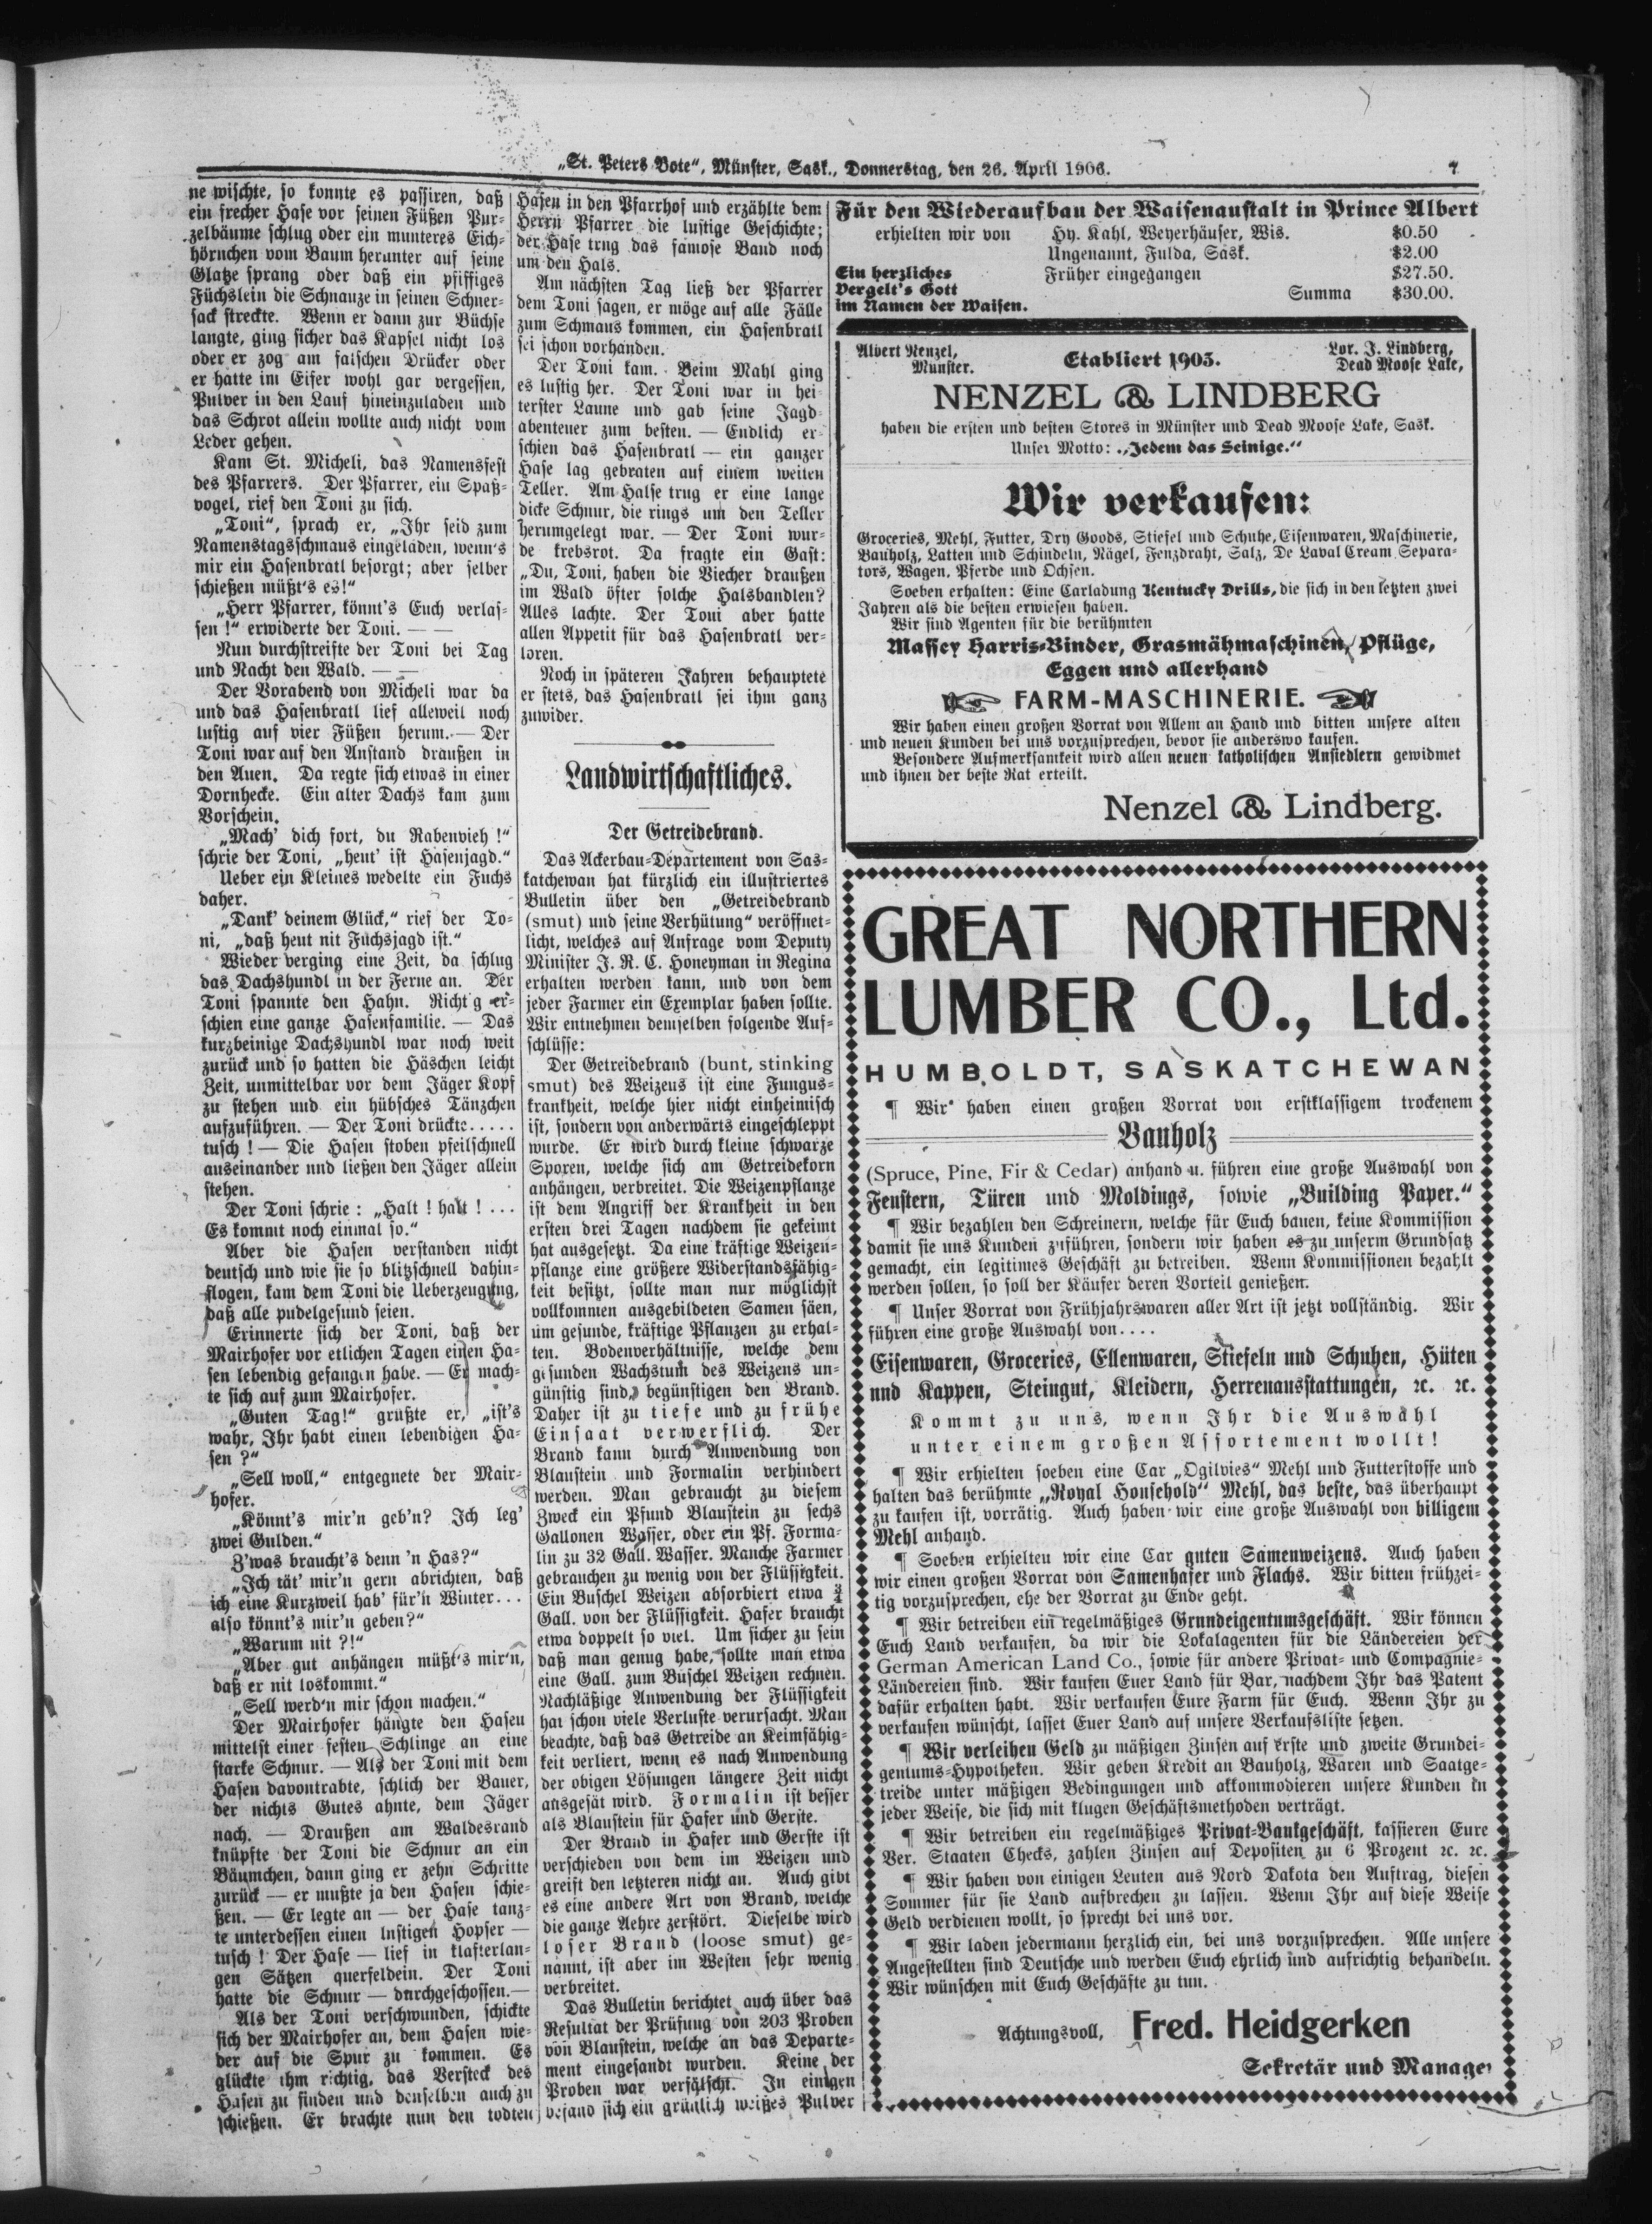 „St. Peters Bote“, Münster, Sask., Donnerstag, den 26. April 1906.
7
ne wischte, so konnte es passiren, daß
ein frecher Hase vor seinen Füßen Pur-
zelbäume schlug oder ein munteres Eich-
hörnchen vom Baum herunter auf seine
Glatze sprang oder daß ein pfiffiges
Füchslein die Schnauze in seinen Schner-
sack streckte. Wenn er dann zur Büchse
langte, ging sicher das Kapsel nicht los
oder er zog am falschen Drücker oder
er hatte im Eifer wohl gar vergessen,
Pulver in den Lauf hineinzuladen und
das Schrot allein wollte auch nicht vom
Leder gehen.
Kam St. Micheli, das Namensfest
des Pfarrers. Der Pfarrer, ein Spaß-
vogel, rief den Toni zu sich.
„Toni“, sprach er, „Ihr seid zum
Namenstagsschmaus eingeladen, wenn's
mir ein Hasenbratl besorgt; aber selber
schießen müßt's es!“
„Herr Pfarrer, könnt's Euch verlas-
sen !“ erwiderte der Toni. — —
Nun durchstreifte der Toni bei Tag
und Nacht den Wald. — —
Der Vorabend von Micheli war da
und das Hasenbratl lief alleweil noch
lustig auf vier Füßen herum. — Der
Toni war auf den Anstand draußen in
den Auen. Da regte sich etwas in einer
Dornhecke. Ein alter Dachs kam zum
Vorschein.
„Mach' dich fort, du Rabenvieh !“
schrie der Toni, „heut' ist Hasenjagd.“
Ueber ein Kleines wedelte ein Fuchs
daher.
„Dank' deinem Glück,“ rief der To-
ni, „daß heut nit Fuchsjagd ist.“
Wieder verging eine Zeit, da schlug
das Dachshundl in der Ferne an. Der
Toni spannte den Hahn. Richt g er-
schien eine ganze Hasenfamilie. — Das
kurzbeinige Dachshundl war noch weit
zurück und so hatten die Häschen leicht
Zeit, unmittelbar vor dem Jäger Kopf
zu stehen und ein hübsches Tänzchen
aufzuführen. — Der Toni drückte.....
tusch ! — Die Hasen stoben pfeilschnell
auseinander und ließen den Jäger allein
stehen.
Der Toni schrie : „Halt ! halt ! ...
Es kommt noch einmal so.“
Aber die Hasen verstanden nicht
deutsch und wie sie so blitzschnell dahin-
flogen, kam dem Toni die Ueberzeugung,
daß alle pudelgesund seien.
Erinnerte sich der Toni, daß der
Mairhofer vor etlichen Tagen einen Ha-
sen lebendig gefangen habe. — Er mach-
te sich auf zum Mairhofer.
„Guten Tag!“ grüßte er, „ist's
wahr, Ihr habt einen lebendigen Ha-
sen ?“
„Sell woll,“ entgegnete der Mair-
hofer.
„Könnt's mir'n geb'n? Ich leg'
zwei Gulden.“
Z'was braucht's denn 'n Has?“
„Ich tät' mir'n gern abrichten, daß
ich eine Kurzweil hab' für'n Winter...
also könnt's mir'n geben?“
„Warum nit ?!“
„Aber gut anhängen müßt's mir'n,
daß er nit loskommt.“
„Sell werd'n mir schon machen.“
Der Mairhofer hängte den Hasen
mittelst einer festen Schlinge an eine
starke Schnur. — Als der Toni mit dem
Hasen davontrabte, schlich der Bauer,
der nichts Gutes ahnte, dem Jäger
nach. — Draußen am Waldesrand
knüpfte der Toni die Schnur an ein
Bäumchen, dann ging er zehn Schritte
zurück — er mußte ja den Hasen schie-
ßen. — Er legte an — der Hase tanz-
te unterdessen einen lustigen Hopser —
tusch ! Der Hase — lief in klafterlan-
gen Sätzen querfeldein. Der Toni
hatte die Schnur — durchgeschossen.—
Als der Toni verschwunden, schickte
sich der Mairhofer an, dem Hasen wie-
der auf die Spur zu kommen. Es
glückte ihm richtig, das Versteck des
Hasen zu finden und denselben auch zu
schießen. Er brachte nun den todten
Hasen in den Pfarrhof und erzählte dem
Herrn Pfarrer die lustige Geschichte;
der Hase trug das famose Band noch
um den Hals.
Am nächsten Tag ließ der Pfarrer
dem Toni sagen, er möge auf alle Fälle
zum Schmaus kommen, ein Hasenbratl
sei schon vorhanden.
Der Toni kam. Beim Mahl ging
es lustig her. Der Toni war in hei-
terster Laune und gab seine Jagd-
abenteuer zum besten. — Endlich er-
schien das Hasenbratl — ein ganzer
Hase lag gebraten auf einem weiten
Teller. Am Halse trug er eine lange
dicke Schnur, die rings um den Teller
herumgelegt war. — Der Toni wur-
de krebsrot. Da fragte ein Gast:
„Du, Toni, haben die Viecher draußen
im Wald öfter solche Halsbandlen?
Alles lachte. Der Toni aber hatte
allen Appetit für das Hasenbratl ver-
loren.
Noch in späteren Jahren behauptete
er stets, das Hasenbratl sei ihm ganz
zuwider.
Landwirtschaftliches.
Der Getreidebrand.
Das Ackerbau-Departement von Sas-
katchewan hat kürzlich ein illustriertes
Bulletin über den „Getreidebrand
(smut) und seine Verhütung“ veröffent-
licht, welches auf Anfrage vom Deputy
Minister J. R. C. Honeyman in Regina
erhalten werden kann, und von dem
jeder Farmer ein Exemplar haben sollte.
Wir entnehmen demselben folgende Auf-
schlüsse:
Der Getreidebrand (bunt, stinking
smut) des Weizens ist eine Fungus-
krankheit, welche hier nicht einheimisch
ist, sondern von anderwärts eingeschleppt
wurde. Er wird durch kleine schwarze
Sporen, welche sich am Getreidekorn
anhängen, verbreitet. Die Weizenpflanze
ist dem Angriff der Krankheit in den
ersten drei Tagen nachdem sie gekeimt
hat ausgesetzt. Da eine kräftige Weizen-
pflanze eine größere Widerstandsfähig-
keit besitzt, sollte man nur möglichst
vollkommen ausgebildeten Samen säen,
um gesunde, kräftige Pflanzen zu erhal-
ten. Bodenverhältnisse, welche dem
gesunden Wachstum des Weizens un-
günstig sind, begünstigen den Brand.
Daher ist zu tiefe und zu frühe
Einsaat verwerflich. Der
Brand kann durch Anwendung von
Blaustein und Formalin verhindert
werden. Man gebraucht zu diesem
Zweck ein Pfund Blaustein zu sechs
Gallonen Wasser, oder ein Pf. Forma-
lin zu 32 Gall. Wasser. Manche Farmer
gebrauchen zu wenig von der Flüssigkeit.
Ein Buschel Weizen absorbiert etwa ¾
Gall. von der Flüssigkeit. Hafer braucht
etwa doppelt so viel. Um sicher zu sein
daß man genug habe, sollte man etwa
eine Gall. zum Buschel Weizen rechnen.
Nachläßige Anwendung der Flüssigkeit
hat schon viele Verluste verursacht. Man
beachte, daß das Getreide an Keimfähig-
keit verliert, wenn es nach Anwendung
der obigen Lösungen längere Zeit nicht
ausgesät wird. Formalin ist besser
als Blaustein für Hafer und Gerste.
Der Brand in Hafer und Gerste ist
verschieden von dem im Weizen und
greift den letzteren nicht an. Auch gibt
es eine andere Art von Brand, welche
die ganze Aehre zerstört. Dieselbe wird
loser Brand (loose smut) ge-
nannt, ist aber im Westen sehr wenig
verbreitet.
Das Bulletin berichtet auch über das
Resultat der Prüfung von 203 Proben
von Blaustein, welche an das Departe-
ment eingesandt wurden. Keine der
Proben war verfälscht. In einigen
befand sich ein grünlich weißes Pulver
Für den Wiederaufbau der Waisenanstalt in Prince Albert
erhielten wir von Hy. Kahl, Weyerhäuser, Wis. $0.50
Ungenannt, Fulda, Sask. $2.00
Ein herzliches Früher eingegangen $27.50.
Vergelt's Gott
Summa $30.00.
im Namen der Waisen.
Albert Nenzel,
Münster.
Etabliert 1903.
Lor. J. Lindberg,
Dead Moose Lake,
NENZEL & LINDBERG
haben die ersten und besten Stores in Münster und Dead Moose Lake, Sask.
Unser Motto: „Jedem das Seinige.“
Wir verkaufen:
Groceries, Mehl, Futter, Dry Goods, Stiefel und Schuhe, Eisenwaren, Maschinerie,
Bauholz, Latten und Schindeln, Nägel, Fenzdraht, Salz, De Laval Cream Separa-
tors, Wagen, Pferde und Ochsen.
Soeben erhalten: Eine Carladung Kentucky Drills, die sich in den letzten zwei
Jahren als die besten erwiesen haben.
Wir sind Agenten für die berühmten
Massey Harris-Binder, Grasmähmaschinen, Pflüge,
Eggen und allerhand
FARM-MASCHINERIE.
Wir haben einen großen Vorrat von Allem an Hand und bitten unsere alten
und neuen Kunden bei uns vorzusprechen, bevor sie anderswo kaufen.
Besondere Aufmerksamkeit wird allen neuen katholischen Ansiedlern gewidmet
und ihnen der beste Rat erteilt.
Nenzel & Lindberg.
GREAT NORTHERN
LUMBER CO., Ltd.
HUMBOLDT, SASKATCHEWAN
¶ Wir haben einen großen Vorrat von erstklassigem trockenem
Bauholz
(Spruce, Pine, Fir & Cedar) anhand u. führen eine große Auswahl von
Fenstern, Türen und Moldings, sowie „Building Paper.“
¶ Wir bezahlen den Schreinern, welche für Euch bauen, keine Kommission
damit sie uns Kunden zuführen, sondern wir haben es zu unserm Grundsatz
gemacht, ein legitimes Geschäft zu betreiben. Wenn Kommissionen bezahlt
werden sollen, so soll der Käufer deren Vorteil genießen.
¶ Unser Vorrat von Frühjahrswaren aller Art ist jetzt vollständig. Wir
führen eine große Auswahl von....
Eisenwaren, Groceries, Ellenwaren, Stiefeln und Schuhen, Hüten
und Kappen, Steingut, Kleidern, Herrenausstattungen, ꝛc. ꝛc.
Kommt zu uns, wenn Ihr die Auswahl
unter einem großen Assortement wollt!
¶ Wir erhielten soeben eine Car „Ogilvies“ Mehl und Futterstoffe und
halten das berühmte „Royal Household“ Mehl, das beste, das überhaupt
zu kaufen ist, vorrätig. Auch haben wir eine große Auswahl von billigem
Mehl anhand.
¶ Soeben erhielten wir eine Car guten Samenweizens. Auch haben
wir einen großen Vorrat von Samenhafer und Flachs. Wir bitten frühzei-
tig vorzusprechen, ehe der Vorrat zu Ende geht.
¶ Wir betreiben ein regelmäßiges Grundeigentumsgeschäft. Wir können
Euch Land verkaufen, da wir die Lokalagenten für die Ländereien der
German American Land Co., sowie für andere Privat- und Compagnie-
Ländereien sind. Wir kaufen Euer Land für Bar, nachdem Ihr das Patent
dafür erhalten habt. Wir verkaufen Eure Farm für Euch. Wenn Ihr zu
verkaufen wünscht, lasset Euer Land auf unsere Verkaufsliste setzen.
¶ Wir verleihen Geld zu mäßigen Zinsen auf erste und zweite Grundei-
gentums-Hypotheken. Wir geben Kredit an Bauholz, Waren und Saatge-
treide unter mäßigen Bedingungen und akkommodieren unsere Kunden in
jeder Weise, die sich mit klugen Geschäftsmethoden verträgt.
¶ Wir betreiben ein regelmäßiges Privat-Bankgeschäft, kassieren Eure
Ver. Staaten Checks, zahlen Zinsen auf Depositen zu 6 Prozent ꝛc. ꝛc.
¶ Wir haben von einigen Leuten aus Nord Dakota den Auftrag, diesen
Sommer für sie Land aufbrechen zu lassen. Wenn Ihr auf diese Weise
Geld verdienen wollt, so sprecht bei uns vor.
¶ Wir laden jedermann herzlich ein, bei uns vorzusprechen. Alle unsere
Angestellten sind Deutsche und werden Euch ehrlich und aufrichtig behandeln.
Wir wünschen mit Euch Geschäfte zu tun.
Achtungsvoll, Fred. Heidgerken
Sekretär und Manager